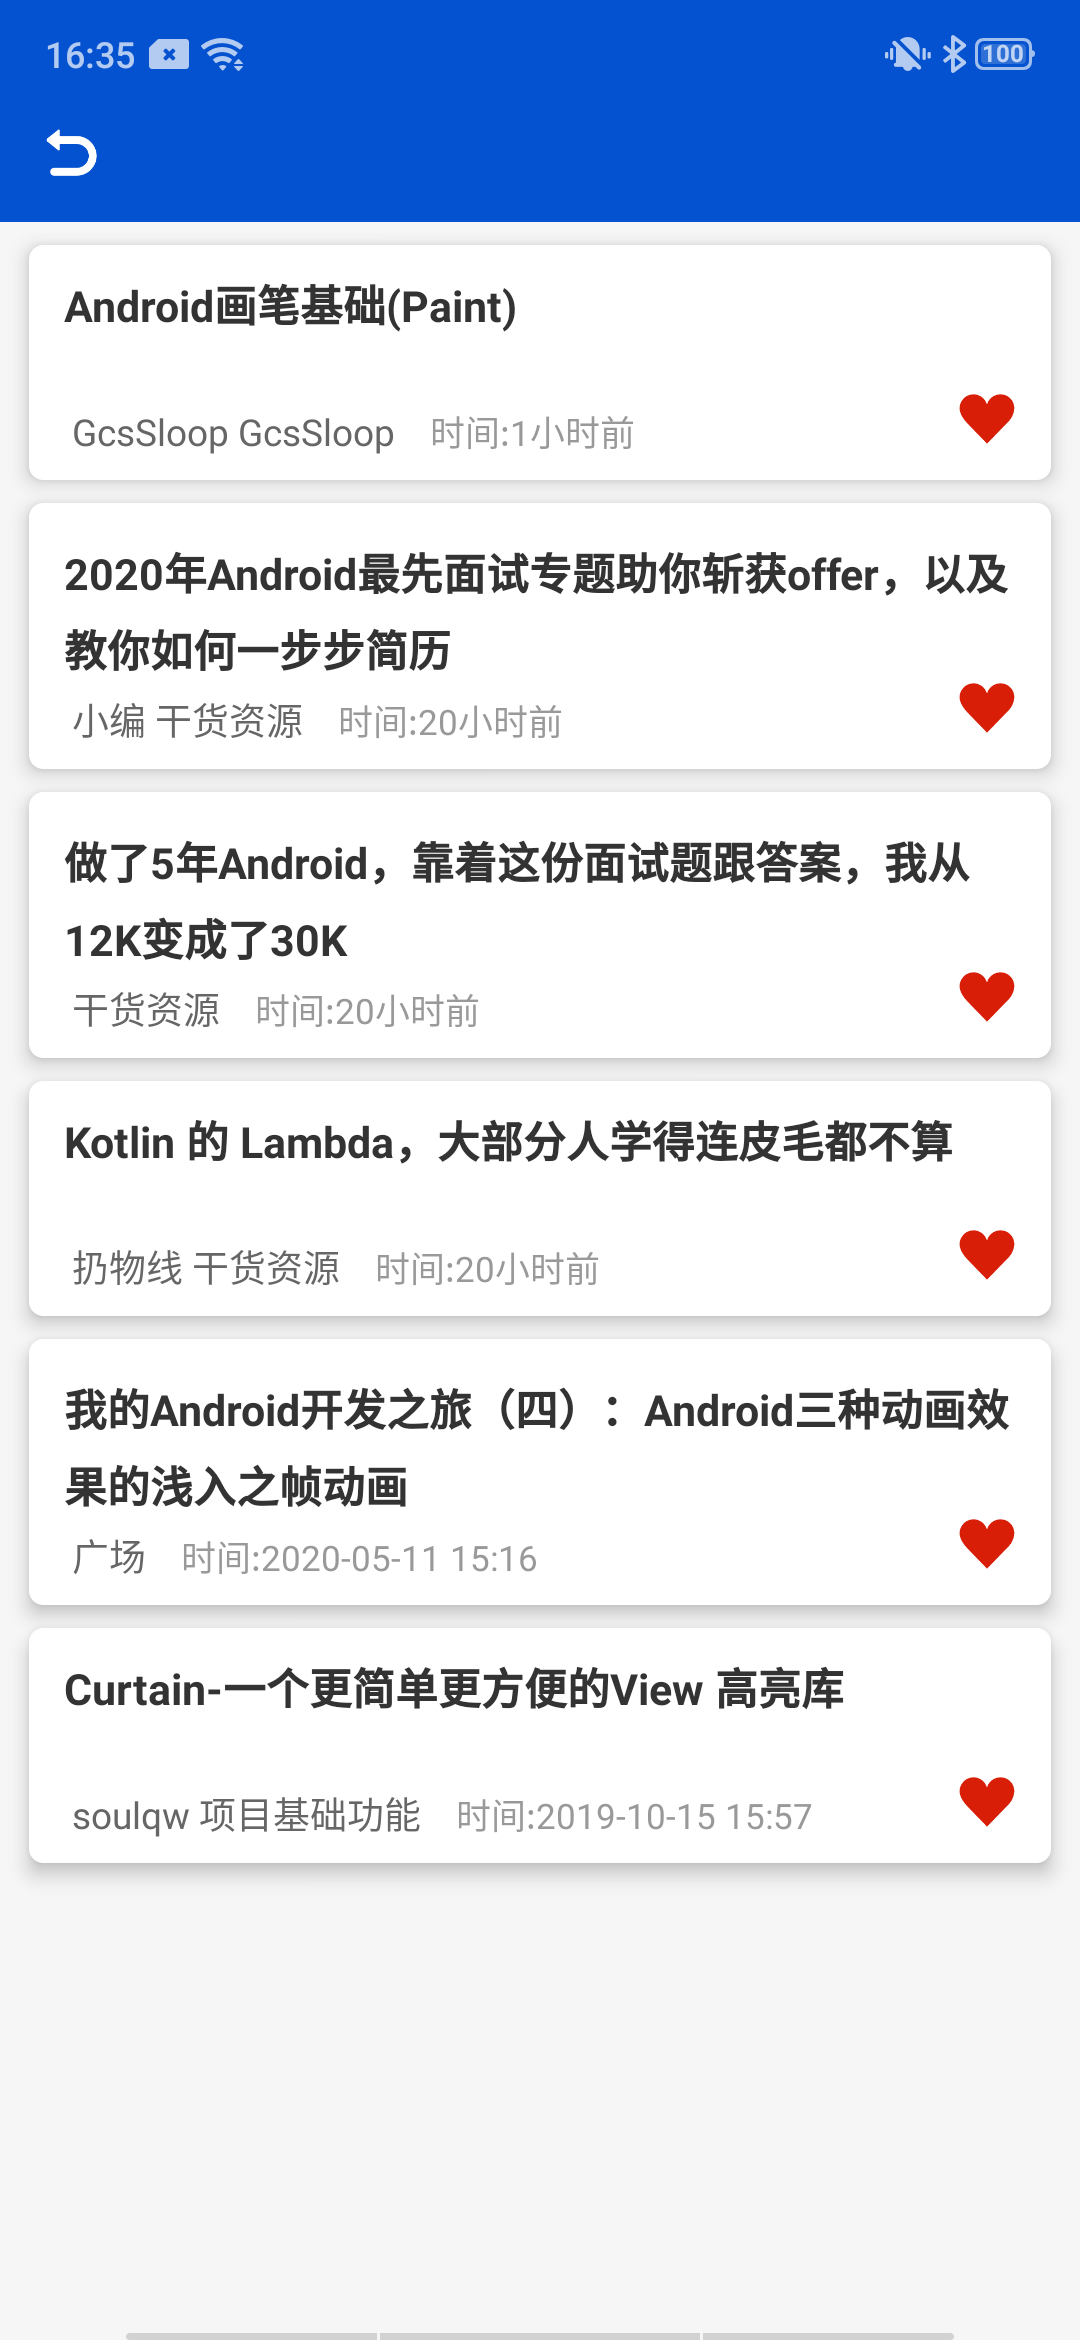 16:35
100
Android画笔基础(Paint)
GcsSloop GcsSloop 时间:1小时前
2020年Android最先面试专题助你斩获offer，以及
教你如何一步步简历
小编 干货资源 时间:20小时前
做了5年Android，靠着这份面试题跟答案，我从
12K变成了30K
干货资源 时间:20小时前
Kotlin 的 Lambda，大部分人学得连皮毛都不算
扔物线 干货资源 时间:20小时前
我的Android开发之旅（四）：Android三种动画效
果的浅入之帧动画
广场 时间:2020-05-11 15:16
Curtain-一个更简单更方便的View 高亮库
soulqw 项目基础功能 时间:2019-10-15 15:57